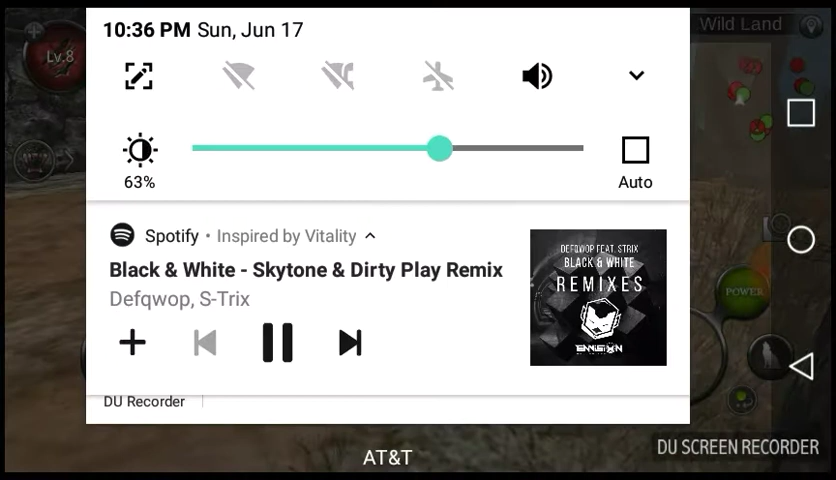 10:36 PM Sun, Jun 17
Wild Land
Lv.8
63%
Auto
Spotify • Inspired by Vitality
Black & White - Skytone & Dirty Play Remix
Defqwop, S-Trix
DEFQWOP FEAT. STRIX
BLACK & WHITE
REMIXES
ENVISION
POWER
DU Recorder
AT&T
DU SCREEN RECORDER